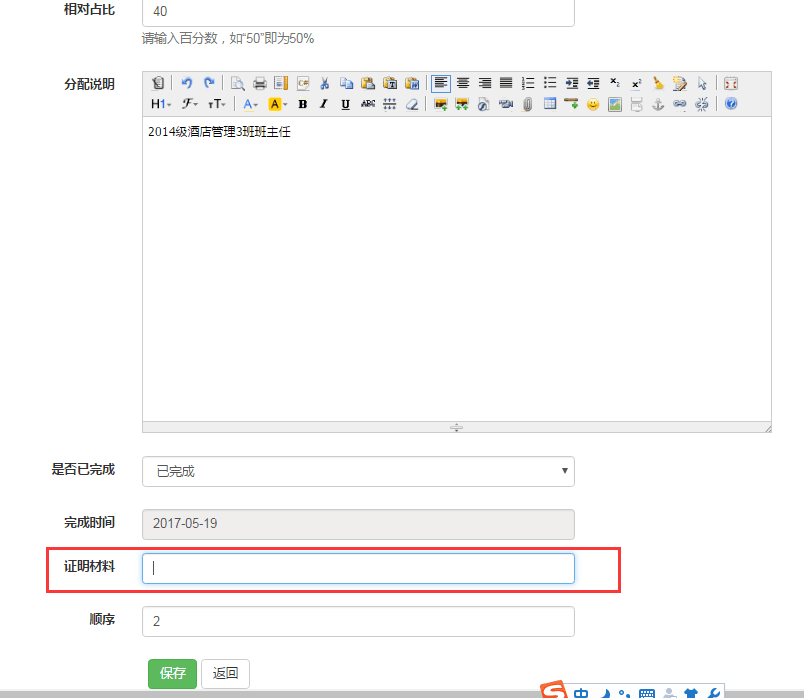 相对占比
40
请输入百分数，如“50”即为50%
分配说明
H1 F тT A A B I U ABC
2014级酒店管理3班班主任
是否已完成
已完成
完成时间
2017-05-19
证明材料
顺序
2
保存 返回
S 中